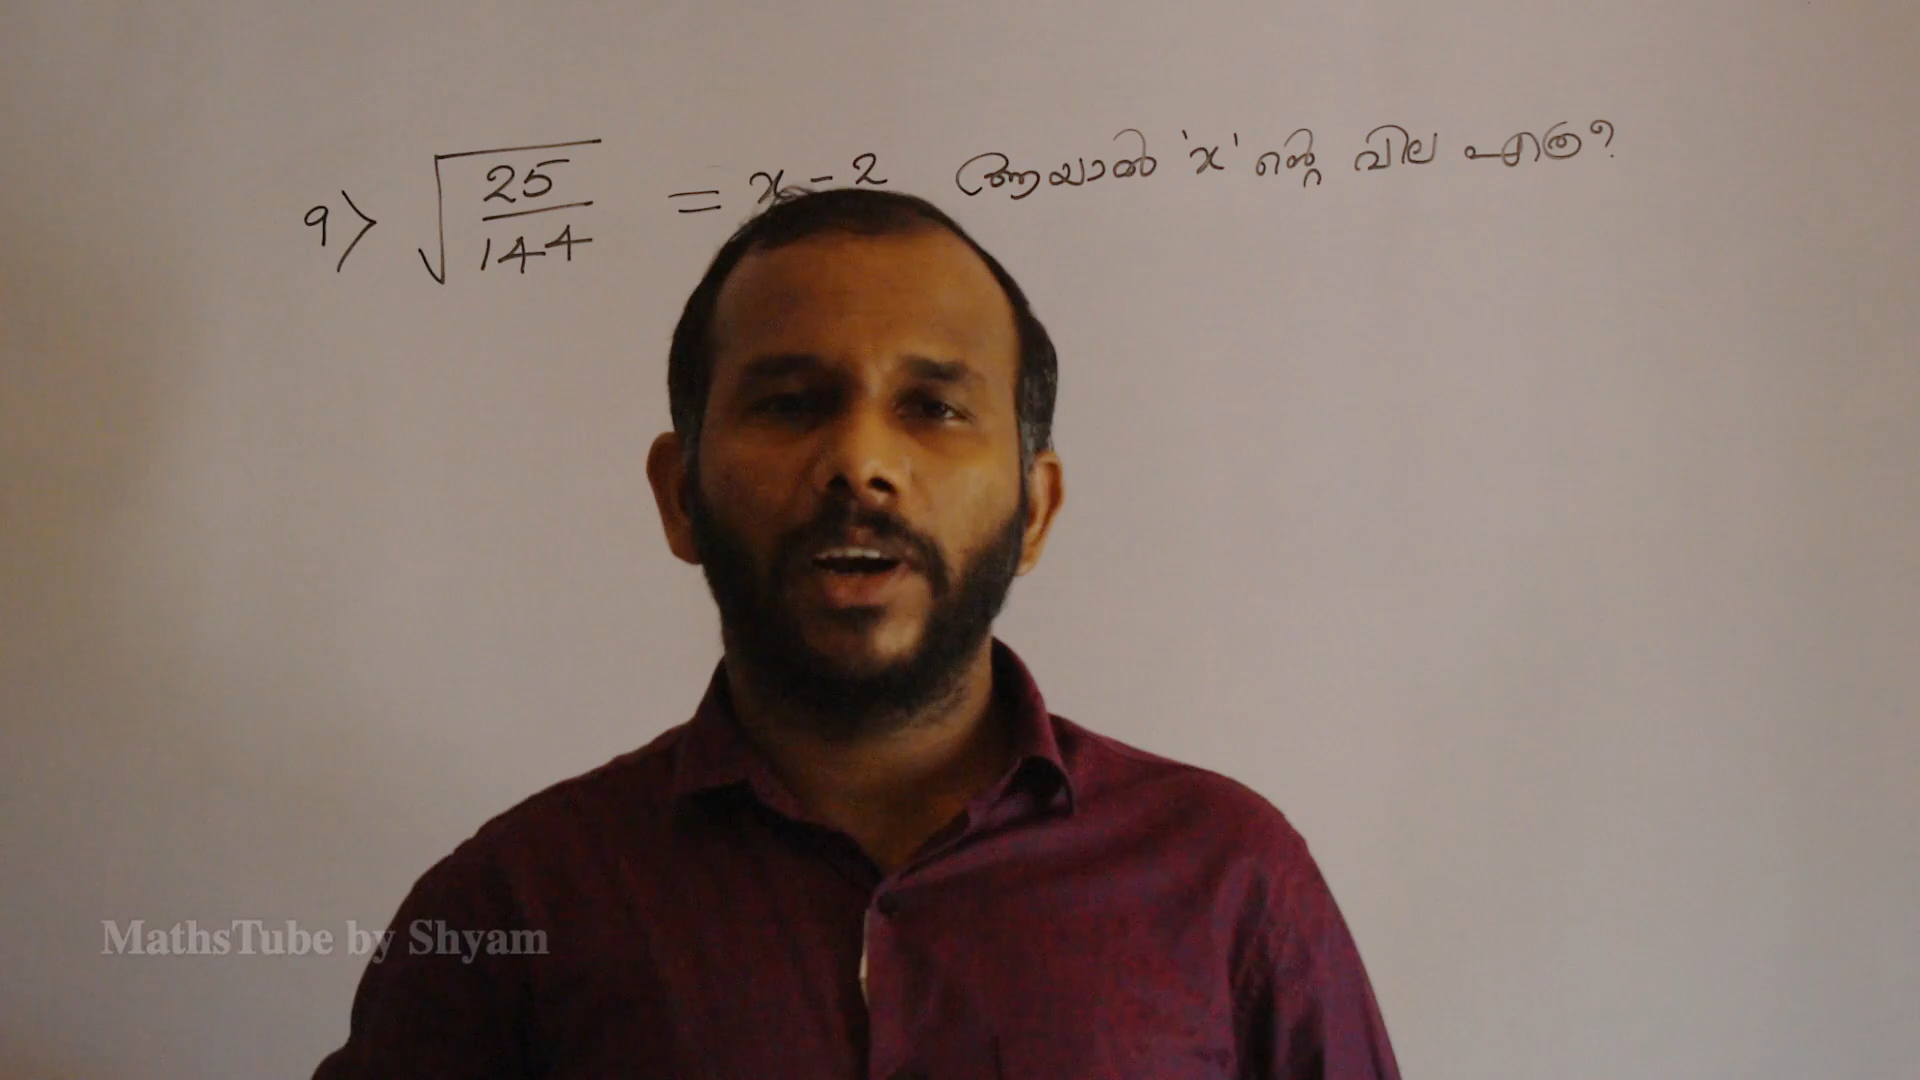 9) √(25/144) = x - 2 ആയാൽ 'x' ന്റെ വില എത്ര?
MathsTube by Shyam